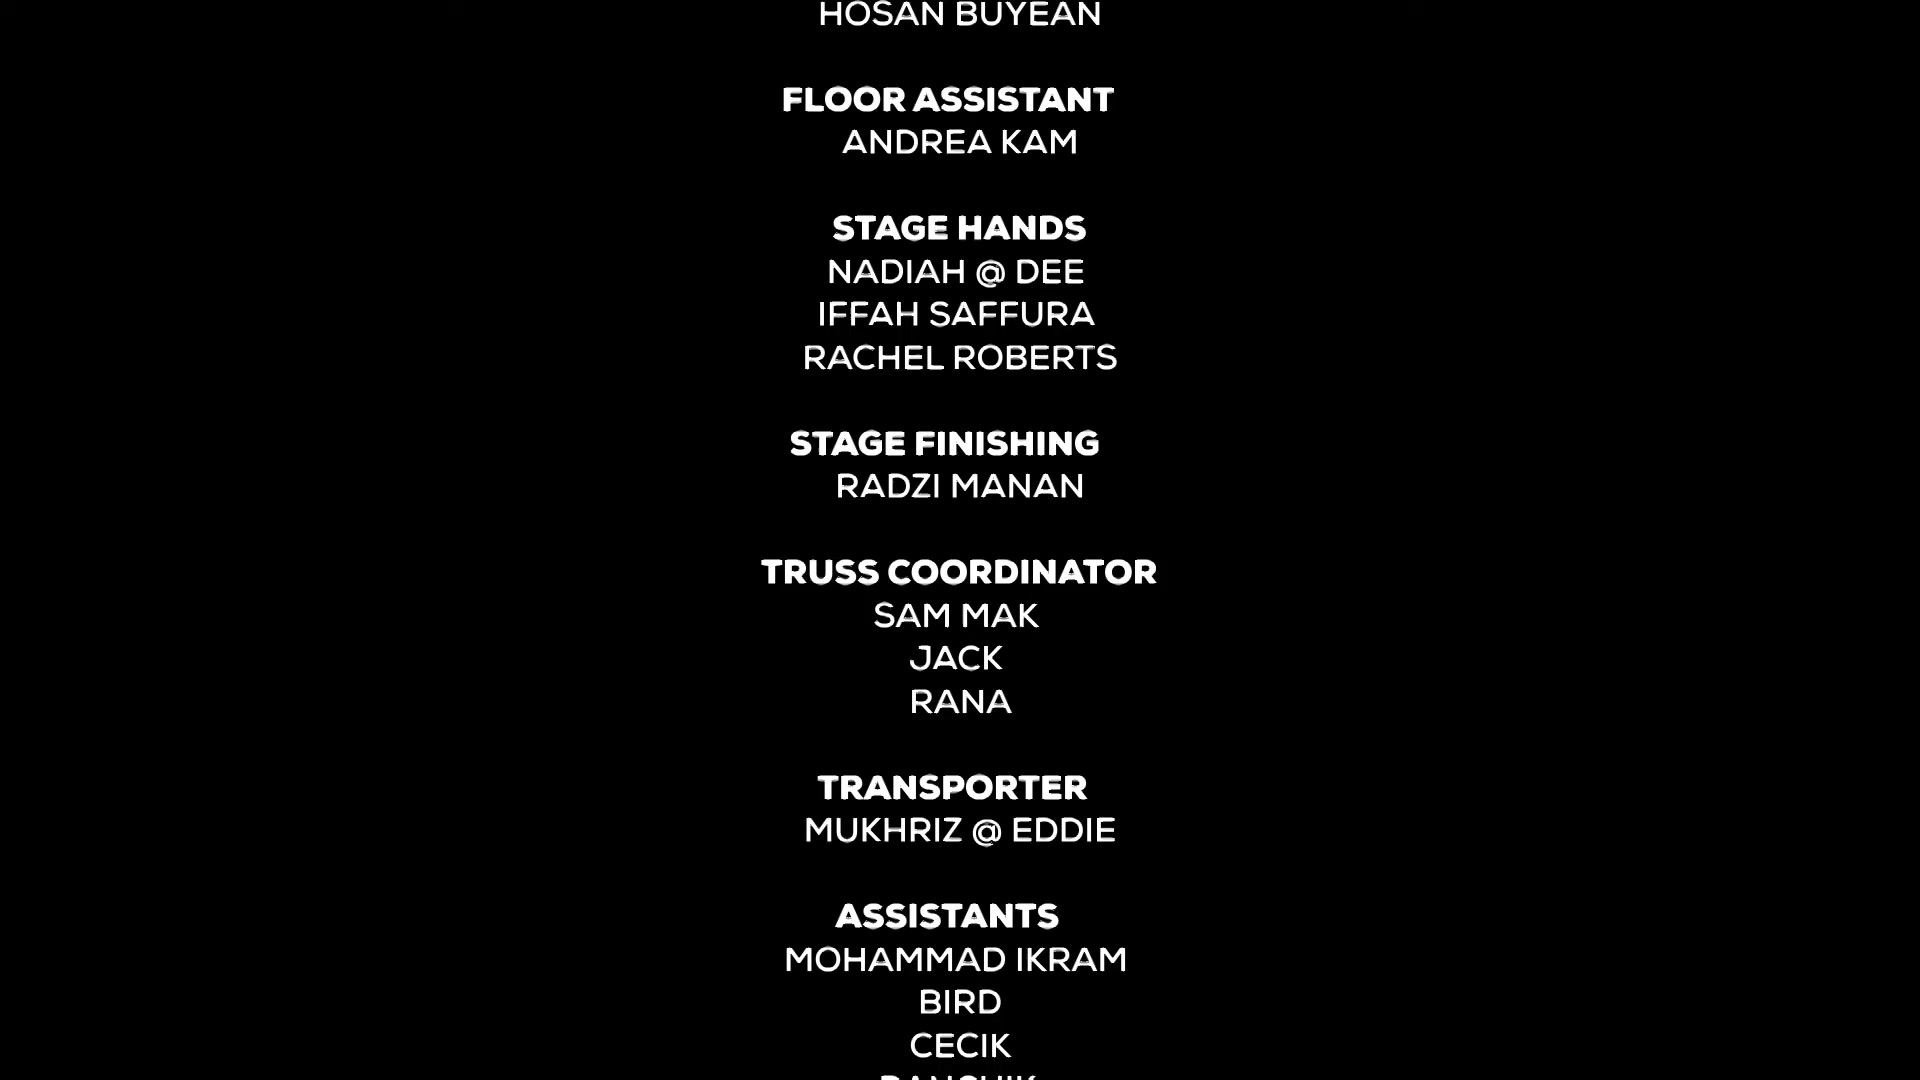 HOSAN BUYEAN
FLOOR ASSISTANT
ANDREA KAM
STAGE HANDS
NADIAH @ DEE
IFFAH SAFFURA
RACHEL ROBERTS
STAGE FINISHING
RADZI MANAN
TRUSS COORDINATOR
SAM MAK
JACK
RANA
TRANSPORTER
MUKHRIZ @ EDDIE
ASSISTANTS
MOHAMMAD IKRAM
BIRD
CECIK